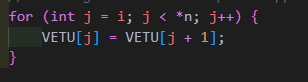 for (int j = i; j < *n; j++) {
    VETU[j] = VETU[j + 1];
}